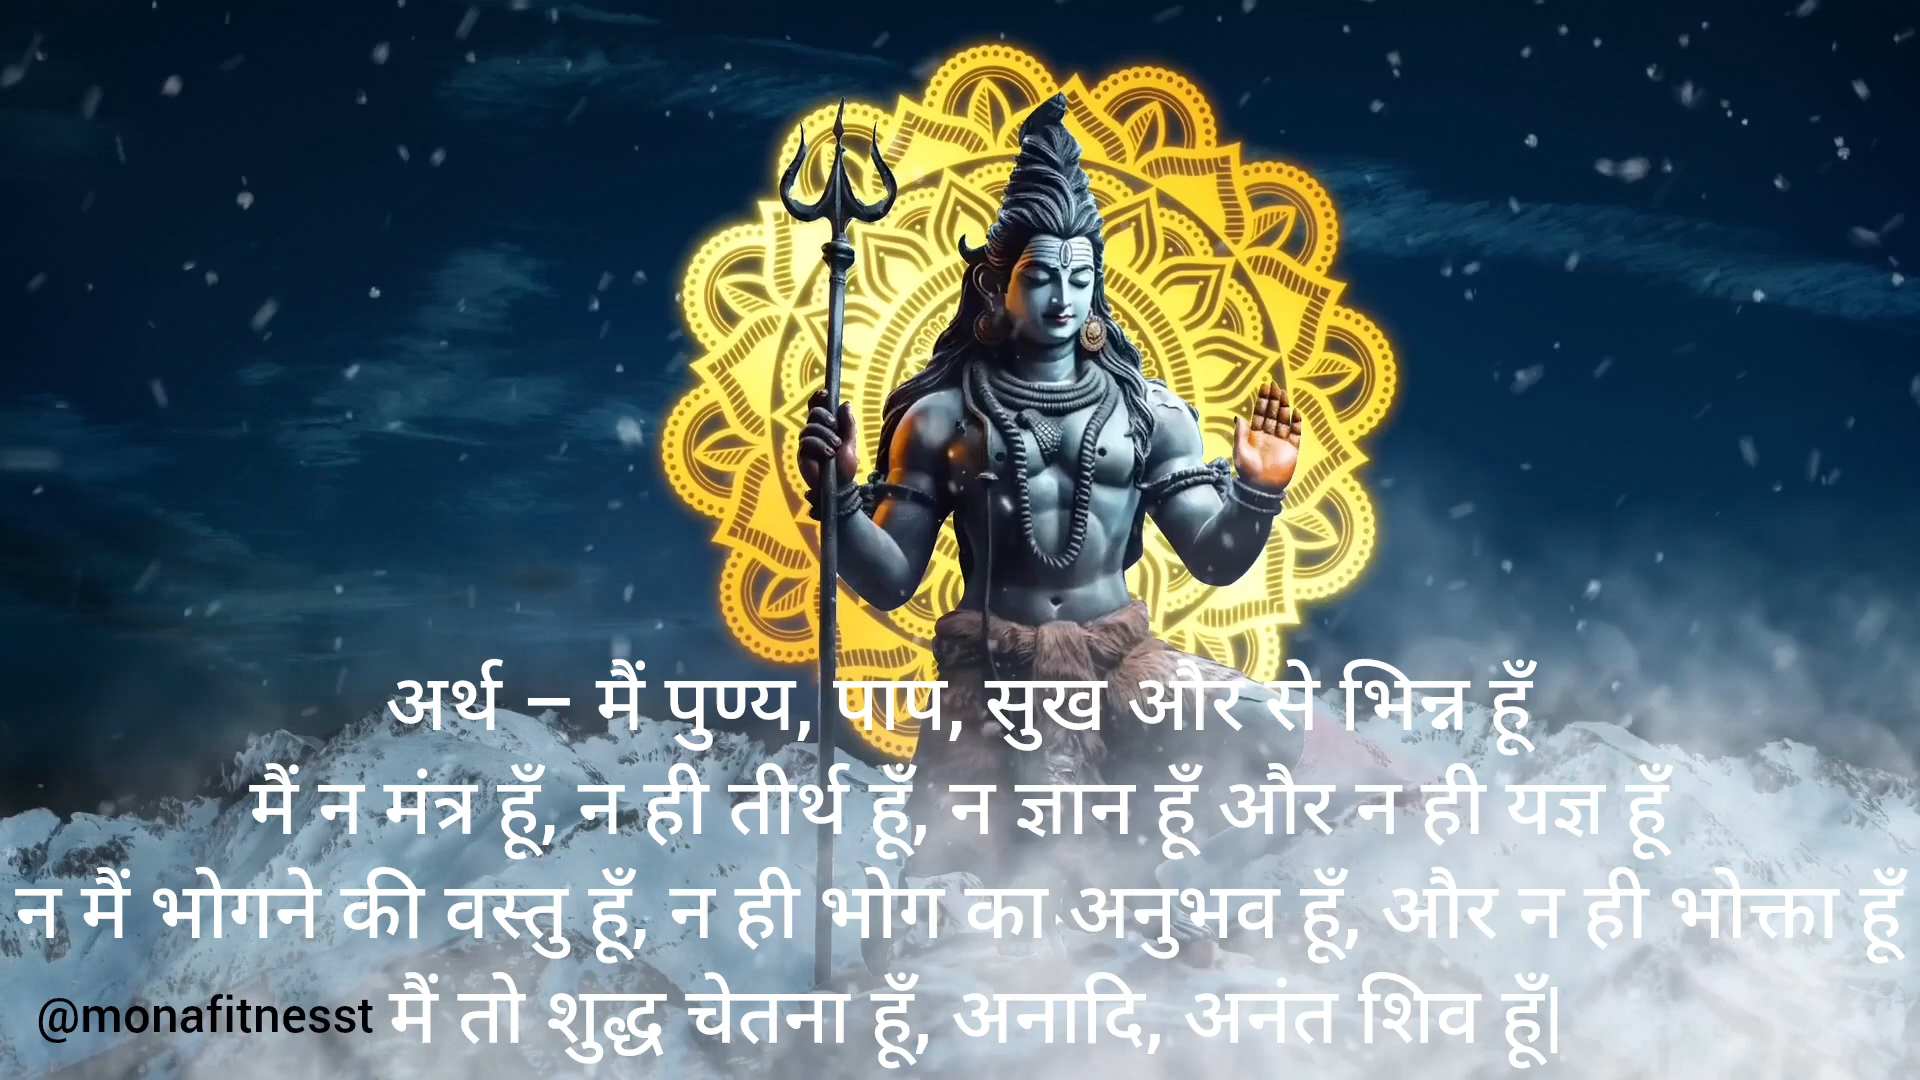 अर्थ – मैं पुण्य, पाप, सुख और से भिन्न हूँ
मैं न मंत्र हूँ, न ही तीर्थ हूँ, न ज्ञान हूँ और न ही यज्ञ हूँ
न मैं भोगने की वस्तु हूँ, न ही भोग का अनुभव हूँ, और न ही भोक्ता हूँ
मैं तो शुद्ध चेतना हूँ, अनादि, अनंत शिव हूँ|
@monafitnesst